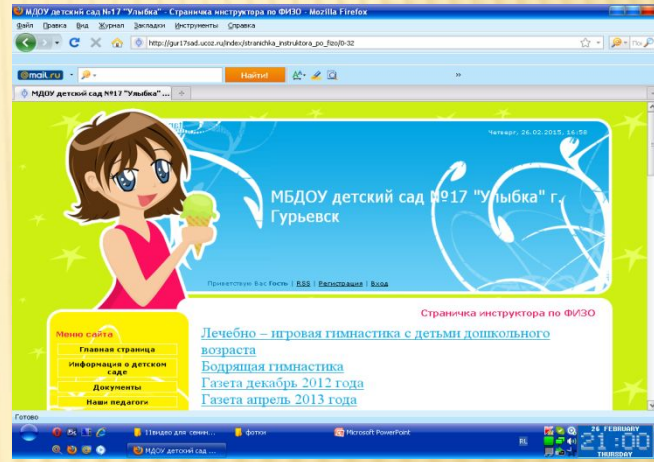 МДОУ детский сад №17 "Улыбка" - Страничка инструктора по ФИЗО - Mozilla Firefox
Файл Правка Вид Журнал Закладки Инструменты Справка
http://gur17sad.ucoz.ru/index/stranichka_instruktora_po_fizo/0-32
@mail.ru Найти! »
МДОУ детский сад №17 "Улыбка" ...
Четверг, 26.02.2015, 16:58
МБДОУ детский сад №17 "Улыбка" г.
Гурьевск
Приветствую Вас Гость | RSS | Регистрация | Вход
Страничка инструктора по ФИЗО
Меню сайта
Главная страница
Информация о детском
саде
Документы
Наши педагоги
Лечебно – игровая гимнастика с детьми дошкольного
возраста
Бодрящая гимнастика
Газета декабрь 2012 года
Газета апрель 2013 года
Готово
11видео для семин... фотки Microsoft PowerPoint
МДОУ детский сад ...
RL
26 FEBRUARY
21:00
THURSDAY